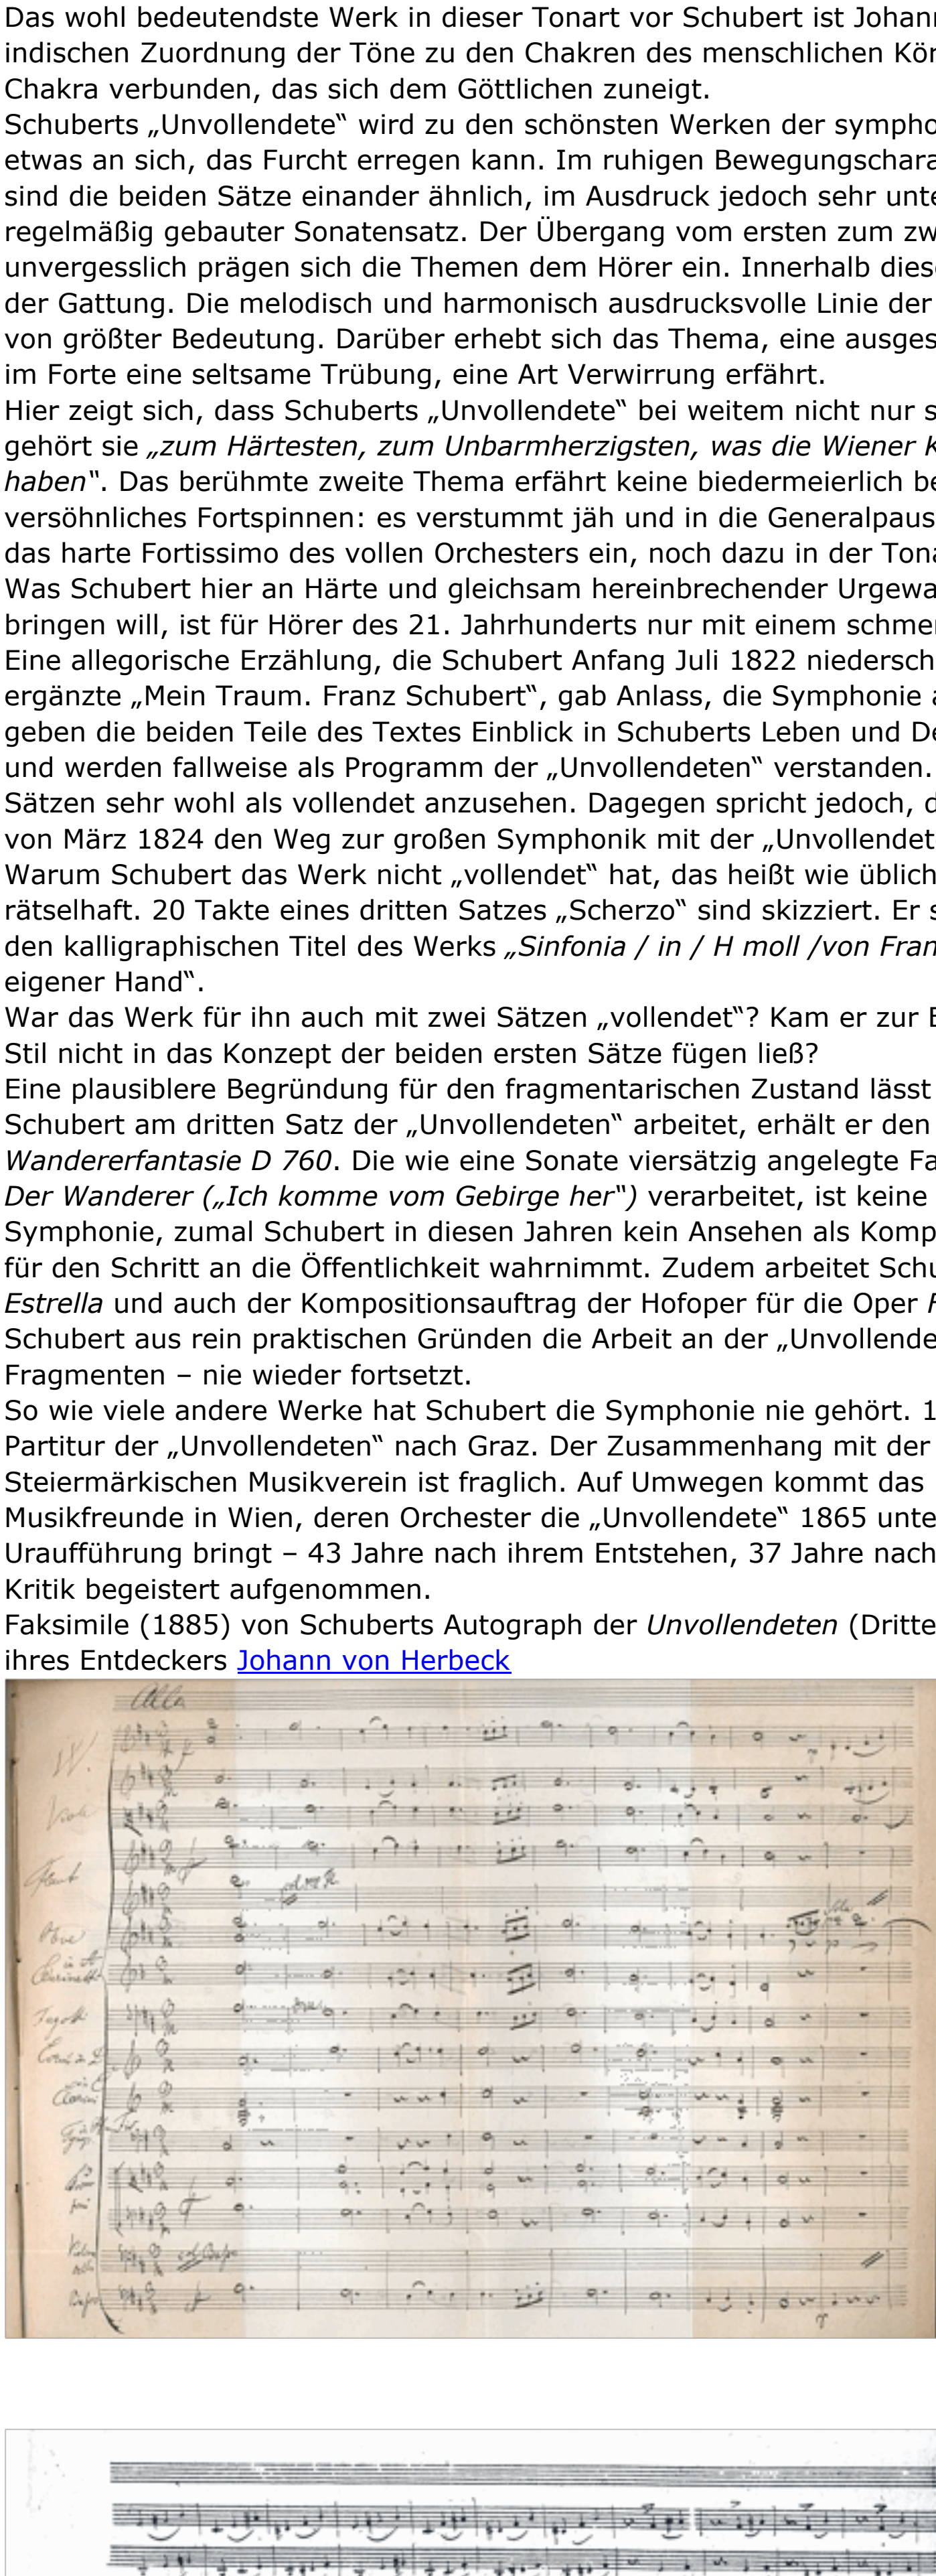 Das wohl bedeutendste Werk in dieser Tonart vor Schubert ist Johann
indischen Zuordnung der Töne zu den Chakren des menschlichen Kör
Chakra verbunden, das sich dem Göttlichen zuneigt.
Schuberts „Unvollendete“ wird zu den schönsten Werken der sympho
etwas an sich, das Furcht erregen kann. Im ruhigen Bewegungschara
sind die beiden Sätze einander ähnlich, im Ausdruck jedoch sehr unte
regelmäßig gebauter Sonatensatz. Der Übergang vom ersten zum zw
unvergesslich prägen sich die Themen dem Hörer ein. Innerhalb diese
der Gattung. Die melodisch und harmonisch ausdrucksvolle Linie der
von größter Bedeutung. Darüber erhebt sich das Thema, eine ausges
im Forte eine seltsame Trübung, eine Art Verwirrung erfährt.
Hier zeigt sich, dass Schuberts „Unvollendete“ bei weitem nicht nur s
gehört sie „zum Härtesten, zum Unbarmherzigsten, was die Wiener K
haben“. Das berühmte zweite Thema erfährt keine biedermeierlich be
versöhnliches Fortspinnen: es verstummt jäh und in die Generalpaus
das harte Fortissimo des vollen Orchesters ein, noch dazu in der Tona
Was Schubert hier an Härte und gleichsam hereinbrechender Urgewa
bringen will, ist für Hörer des 21. Jahrhunderts nur mit einem schmer
Eine allegorische Erzählung, die Schubert Anfang Juli 1822 niedersch
ergänzte „Mein Traum. Franz Schubert“, gab Anlass, die Symphonie a
geben die beiden Teile des Textes Einblick in Schuberts Leben und De
und werden fallweise als Programm der „Unvollendeten“ verstanden.
Sätzen sehr wohl als vollendet anzusehen. Dagegen spricht jedoch, d
von März 1824 den Weg zur großen Symphonik mit der „Unvollendet
Warum Schubert das Werk nicht „vollendet“ hat, das heißt wie üblich
rätselhaft. 20 Takte eines dritten Satzes „Scherzo“ sind skizziert. Er s
den kalligraphischen Titel des Werks „Sinfonia / in / H moll /von Fran
eigener Hand“.
War das Werk für ihn auch mit zwei Sätzen „vollendet“? Kam er zur E
Stil nicht in das Konzept der beiden ersten Sätze fügen ließ?
Eine plausiblere Begründung für den fragmentarischen Zustand lässt
Schubert am dritten Satz der „Unvollendeten“ arbeitet, erhält er den
Wandererfantasie D 760. Die wie eine Sonate viersätzig angelegte Fa
Der Wanderer („Ich komme vom Gebirge her“) verarbeitet, ist keine
Symphonie, zumal Schubert in diesen Jahren kein Ansehen als Komp
für den Schritt an die Öffentlichkeit wahrnimmt. Zudem arbeitet Schu
Estrella und auch der Kompositionsauftrag der Hofoper für die Oper F
Schubert aus rein praktischen Gründen die Arbeit an der „Unvollende
Fragmenten – nie wieder fortsetzt.
So wie viele andere Werke hat Schubert die Symphonie nie gehört. 1
Partitur der „Unvollendeten“ nach Graz. Der Zusammenhang mit der
Steiermärkischen Musikverein ist fraglich. Auf Umwegen kommt das
Musikfreunde in Wien, deren Orchester die „Unvollendete“ 1865 unte
Uraufführung bringt – 43 Jahre nach ihrem Entstehen, 37 Jahre nach
Kritik begeistert aufgenommen.
Faksimile (1885) von Schuberts Autograph der Unvollendeten (Dritte
ihres Entdeckers Johann von Herbeck
Viole
Flaut
Oboe
Clarinetti
Fagotti
Corni in D
Clarini
Bassi